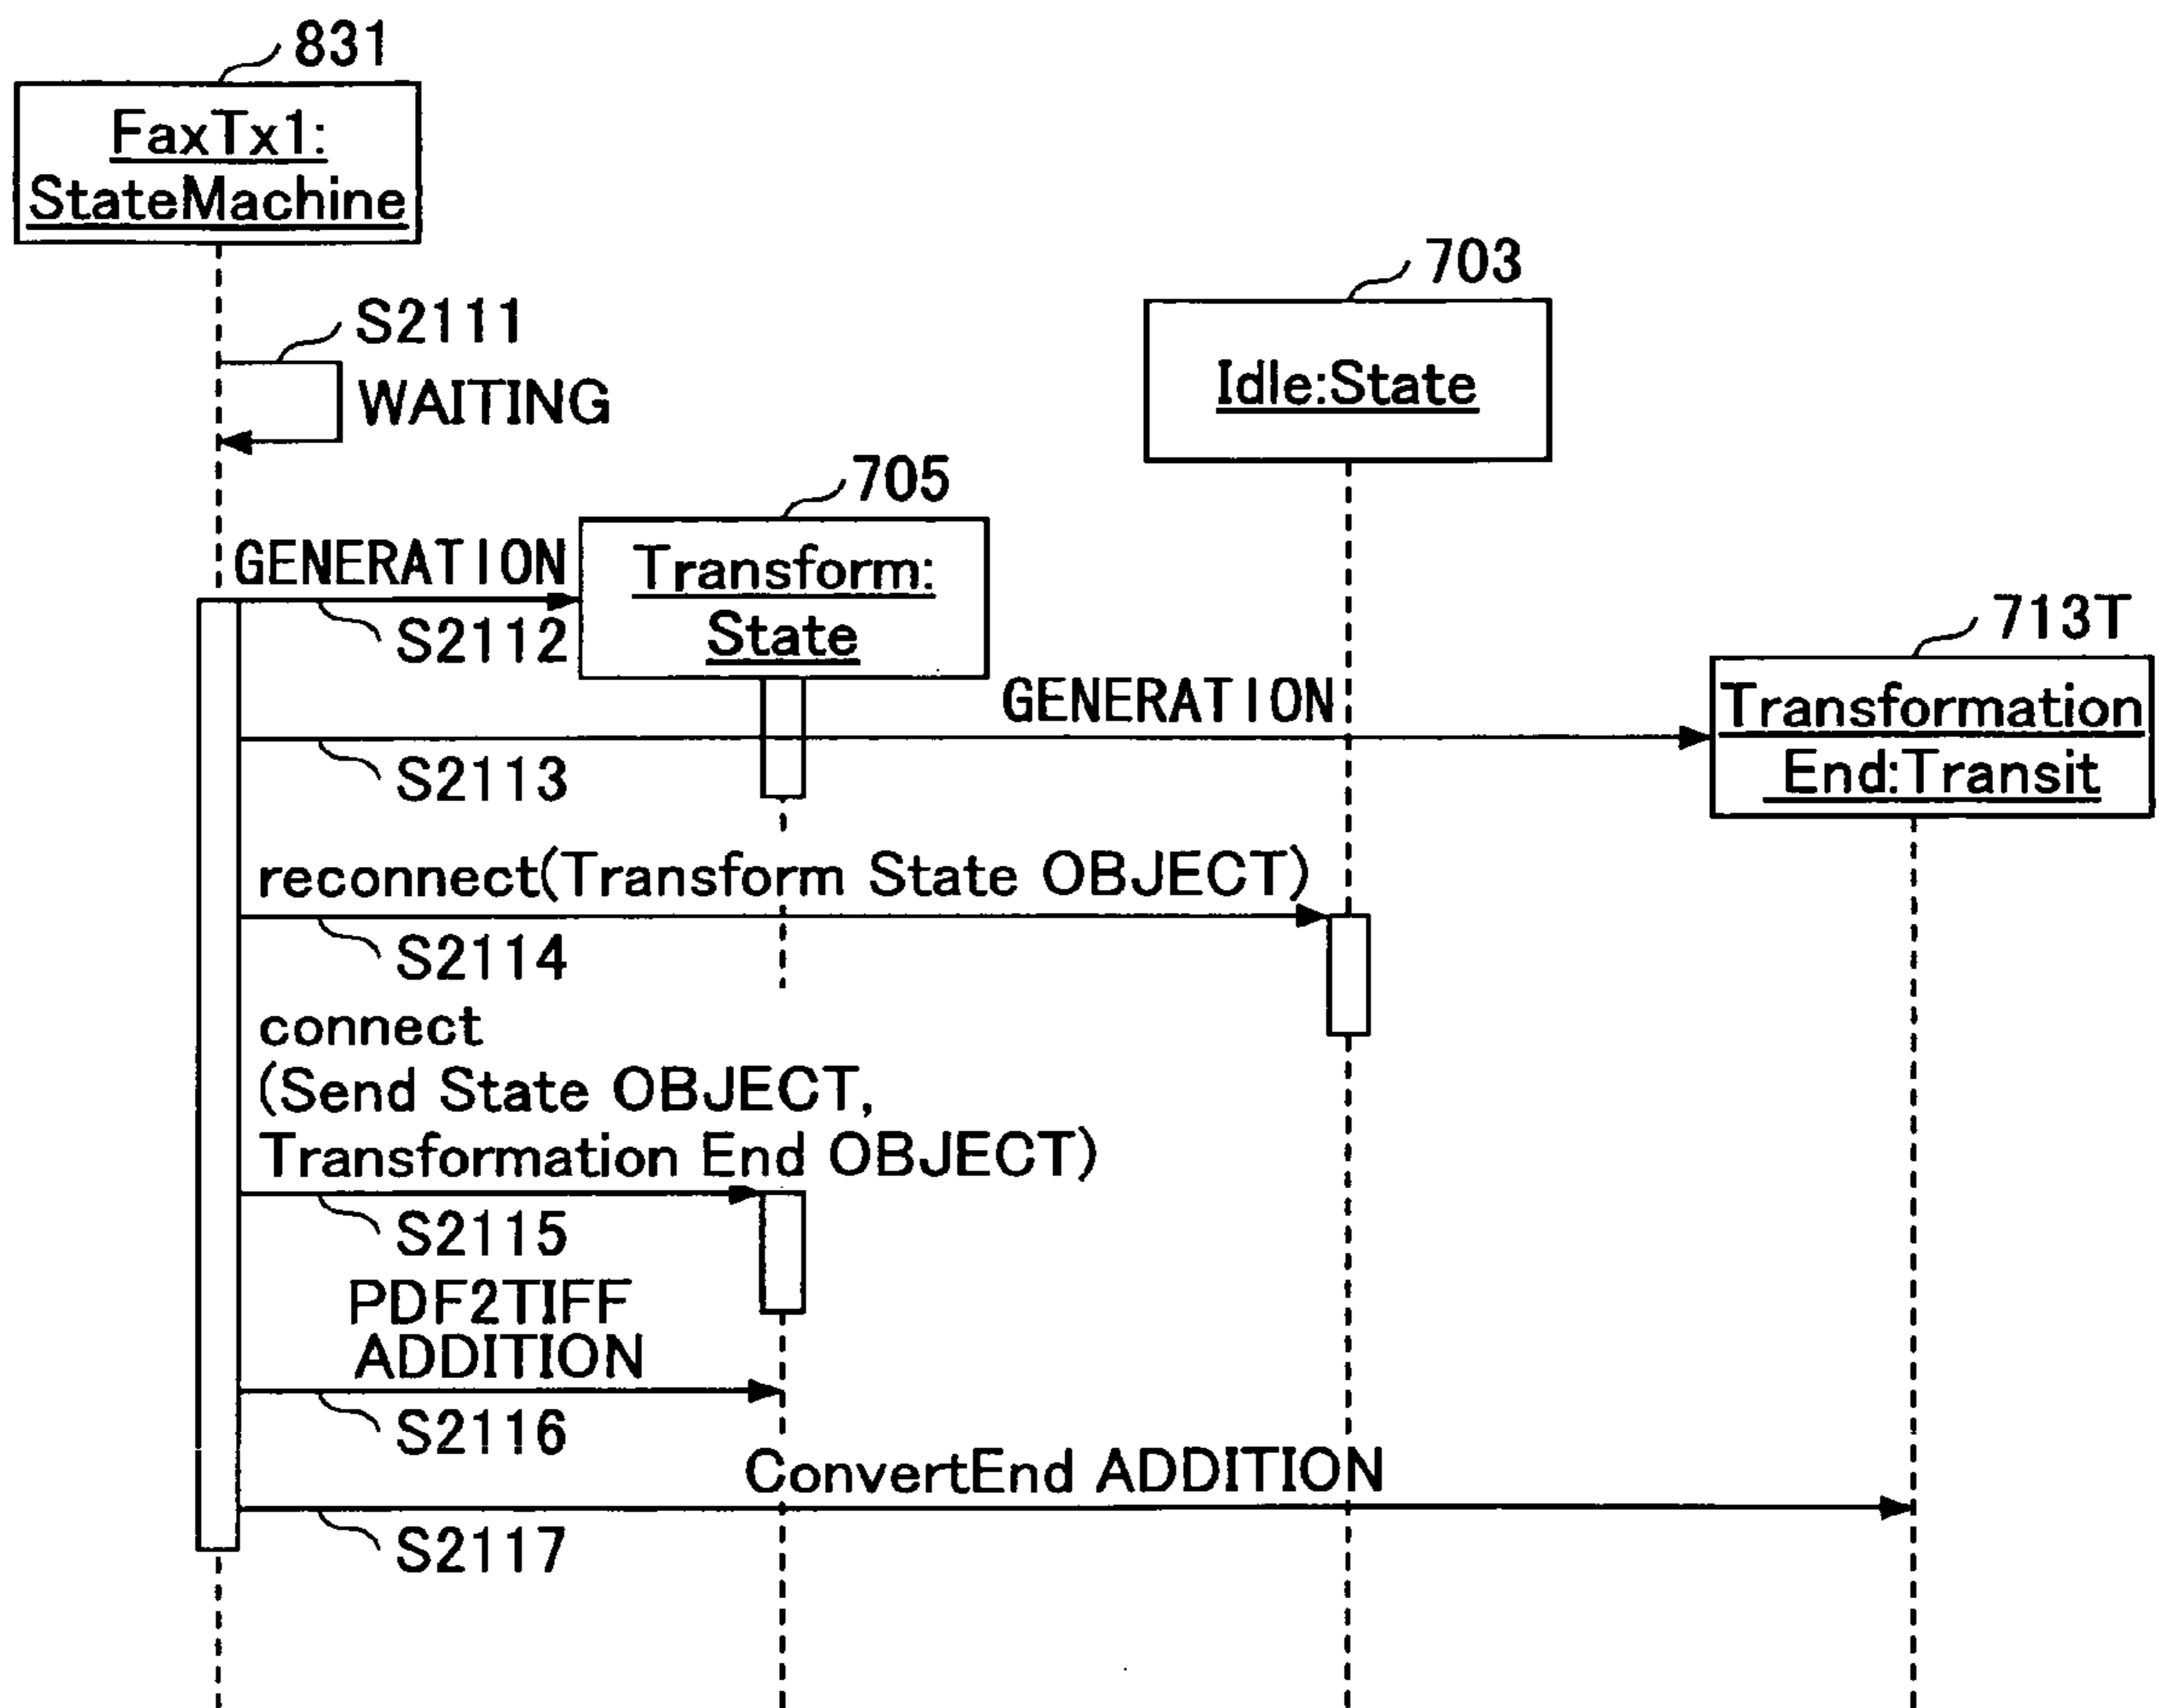 831
FaxTx1:
StateMachine
703
S2111
WAITING
Idle:State
705
GENERATION
Transform:
State
S2112
713T
GENERATION
Transformation
End:Transit
S2113
reconnect(Transform State OBJECT)
S2114
connect
(Send State OBJECT,
Transformation End OBJECT)
S2115
PDF2TIFF
ADDITION
S2116
ConvertEnd ADDITION
S2117